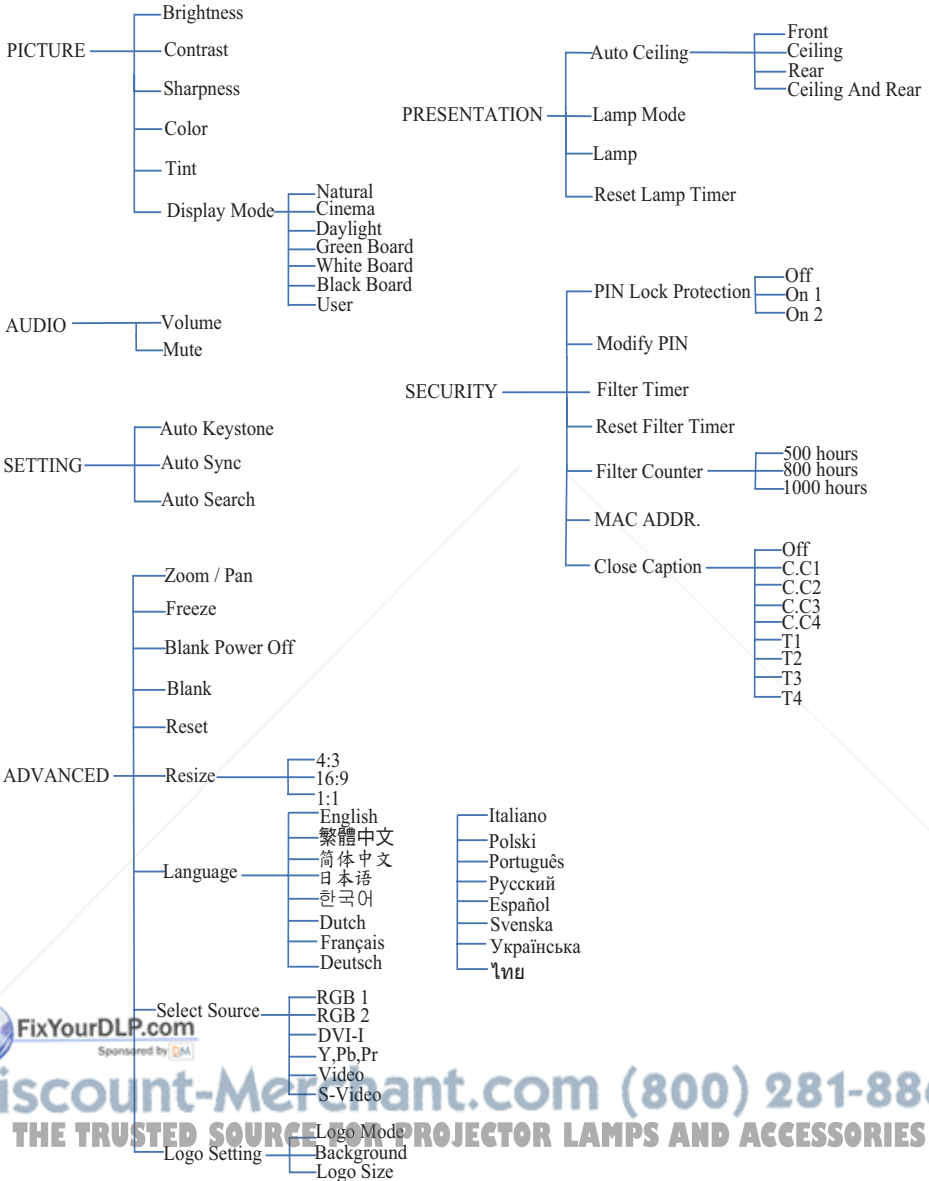 PICTURE
Brightness
Contrast
Sharpness
Color
Tint
Display Mode
Natural
Cinema
Daylight
Green Board
White Board
Black Board
User
AUDIO
Volume
Mute
SETTING
Auto Keystone
Auto Sync
Auto Search
ADVANCED
Zoom / Pan
Freeze
Blank Power Off
Blank
Reset
Resize
4:3
16:9
1:1
Language
English
繁體中文
简体中文
日本语
한국어
Dutch
Français
Deutsch
Italiano
Polski
Português
Русский
Español
Svenska
Українська
ไทย
Select Source
RGB 1
RGB 2
DVI-I
Y,Pb,Pr
Video
S-Video
Logo Setting
Logo Mode
Background
Logo Size
PRESENTATION
Auto Ceiling
Front
Ceiling
Rear
Ceiling And Rear
Lamp Mode
Lamp
Reset Lamp Timer
SECURITY
PIN Lock Protection
Off
On 1
On 2
Modify PIN
Filter Timer
Reset Filter Timer
Filter Counter
500 hours
800 hours
1000 hours
MAC ADDR.
Close Caption
Off
C.C1
C.C2
C.C3
C.C4
T1
T2
T3
T4
FixYourDLP.com
Sponsored by DM
iscount-Merchant.com (800) 281-88
THE TRUSTED SOURCE FOR PROJECTOR LAMPS AND ACCESSORIES